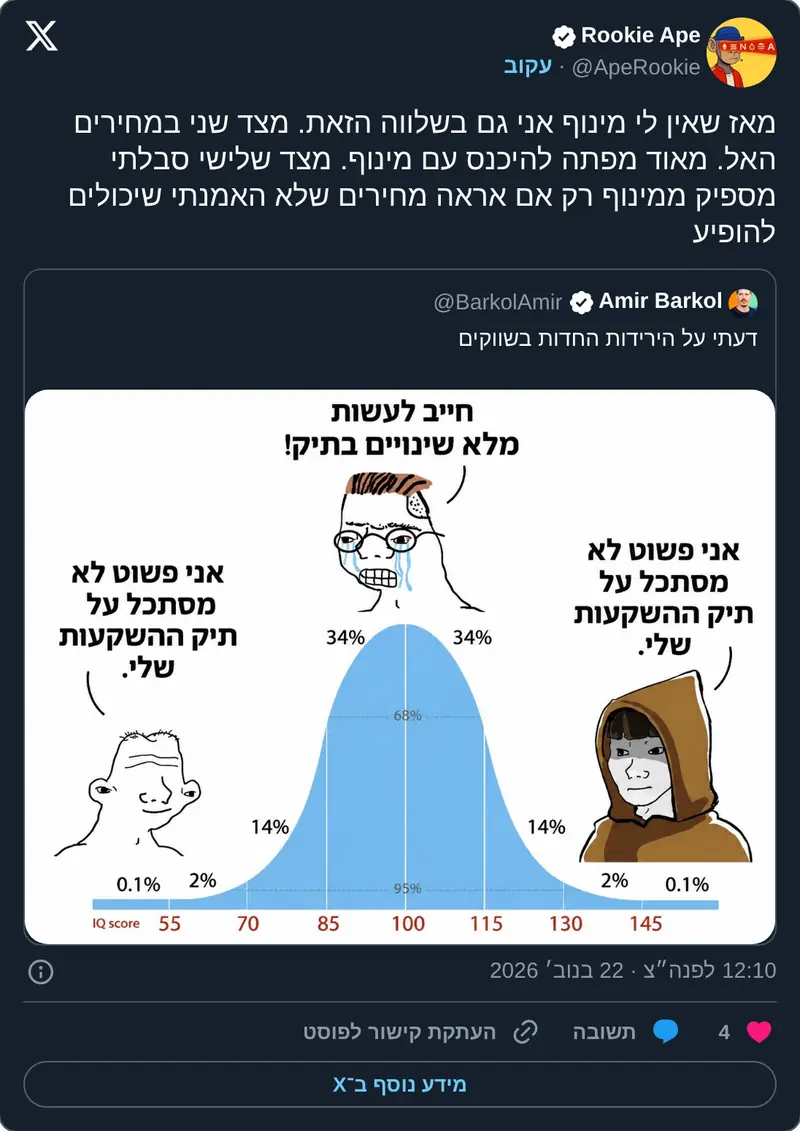 Rookie Ape
@ApeRookie · עקוב
מאז שאין לי מינוף אני גם בשלווה הזאת. מצד שני במחירים
האל. מאוד מפתה להיכנס עם מינוף. מצד שלישי סבלתי
מספיק ממינוף רק אם אראה מחירים שלא האמנתי שיכולים
להופיע
Amir Barkol @BarkolAmir
דעתי על הירידות החדות בשווקים
חייב לעשות
מלא שינויים בתיק!
אני פשוט לא
מסתכל על
תיק ההשקעות
שלי.
אני פשוט לא
מסתכל על
תיק ההשקעות
שלי.
34% 34%
68%
14% 14%
95%
0.1% 2% 2% 0.1%
IQ score 55 70 85 100 115 130 145
12:10 לפנה״צ · 22 בנוב׳ 2026
4 תשובה העתקת קישור לפוסט
מידע נוסף ב־X